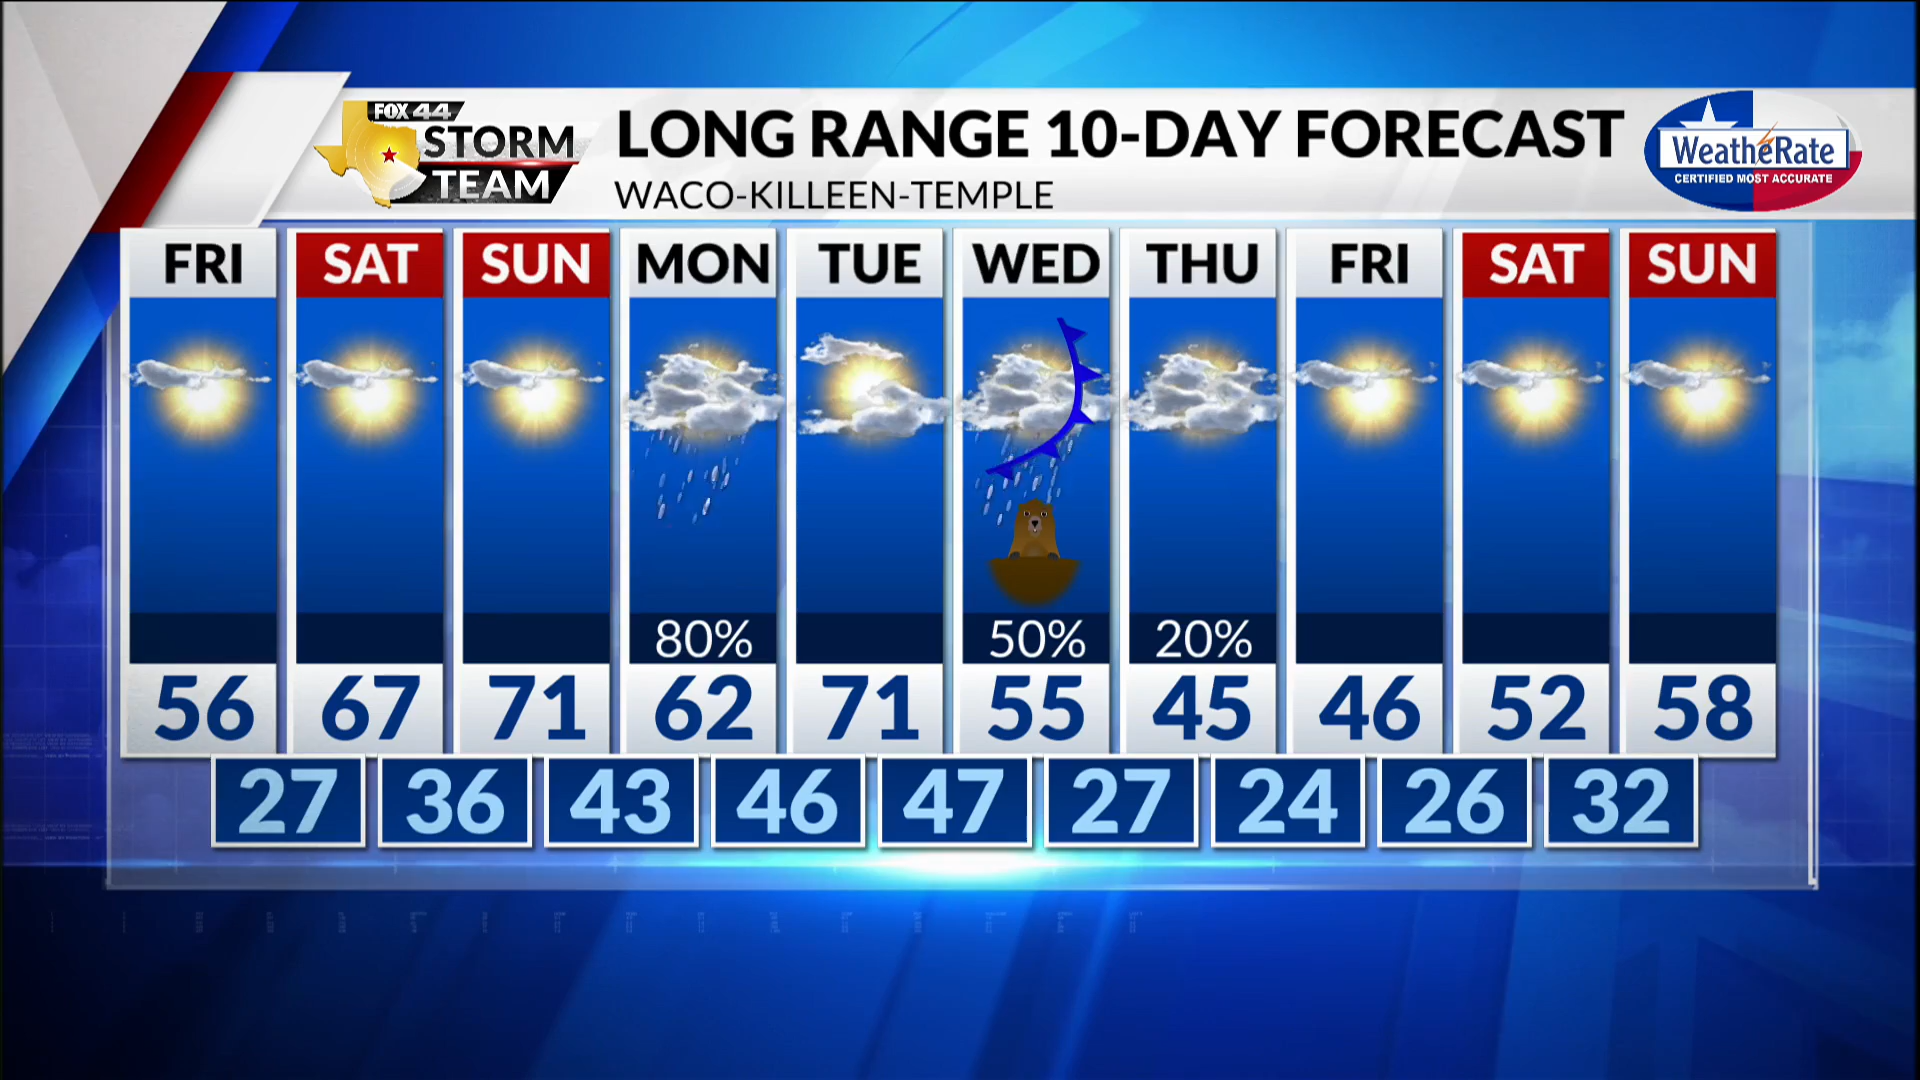 FOX 44
STORM
TEAM
LONG RANGE 10-DAY FORECAST
WACO-KILLEEN-TEMPLE
WeatheRate
CERTIFIED MOST ACCURATE
FRI SAT SUN MON TUE WED THU FRI SAT SUN
80% 50% 20%
56 67 71 62 71 55 45 46 52 58
27 36 43 46 47 27 24 26 32